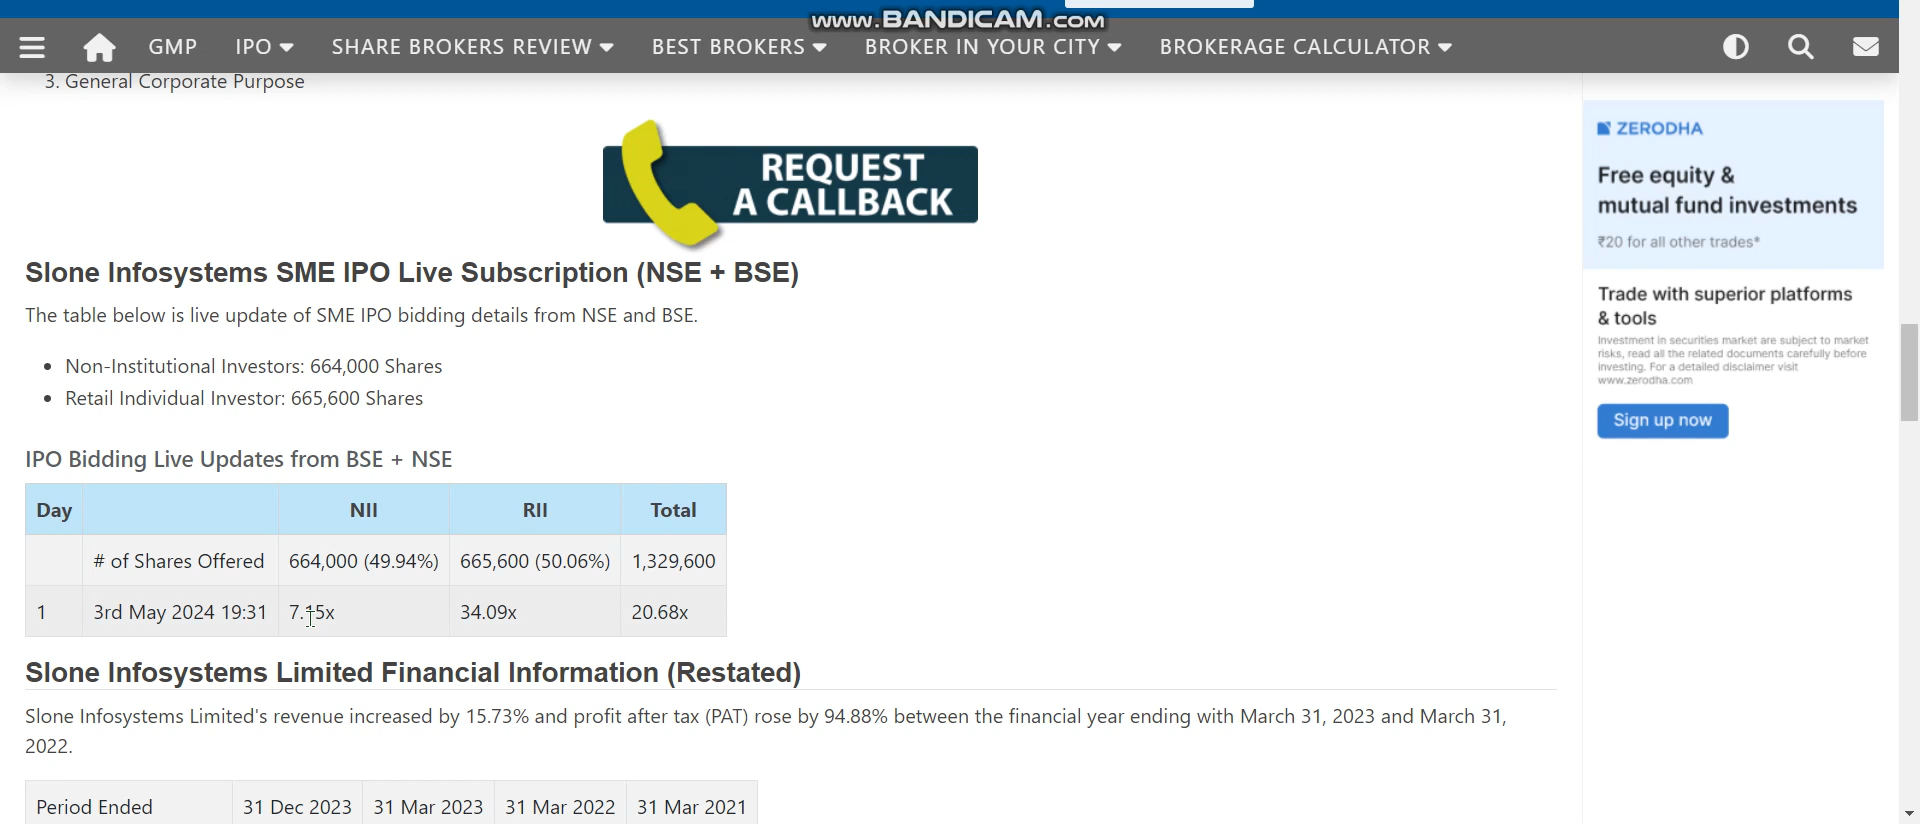 www.BANDICAM.com
GMP IPO SHARE BROKERS REVIEW BEST BROKERS BROKER IN YOUR CITY BROKERAGE CALCULATOR
3. General Corporate Purpose
REQUEST
A CALLBACK
Slone Infosystems SME IPO Live Subscription (NSE + BSE)
The table below is live update of SME IPO bidding details from NSE and BSE.
• Non-Institutional Investors: 664,000 Shares
• Retail Individual Investor: 665,600 Shares
IPO Bidding Live Updates from BSE + NSE
Day NII RII Total
# of Shares Offered 664,000 (49.94%) 665,600 (50.06%) 1,329,600
1 3rd May 2024 19:31 7.15x 34.09x 20.68x
Slone Infosystems Limited Financial Information (Restated)
Slone Infosystems Limited's revenue increased by 15.73% and profit after tax (PAT) rose by 94.88% between the financial year ending with March 31, 2023 and March 31,
2022.
Period Ended 31 Dec 2023 31 Mar 2023 31 Mar 2022 31 Mar 2021
ZERODHA
Free equity &
mutual fund investments
₹20 for all other trades*
Trade with superior platforms
& tools
Investment in securities market are subject to market
risks, read all the related documents carefully before
investing. For a detailed disclaimer visit
www.zerodha.com
Sign up now